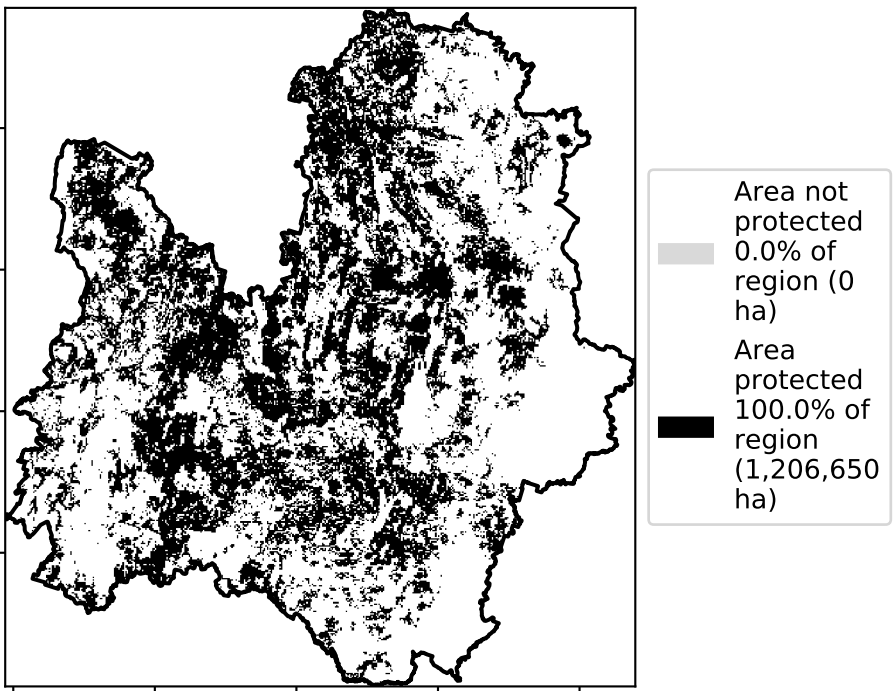 Area not
protected
0.0% of
region (0
ha)
Area
protected
100.0% of
region
(1,206,650
ha)